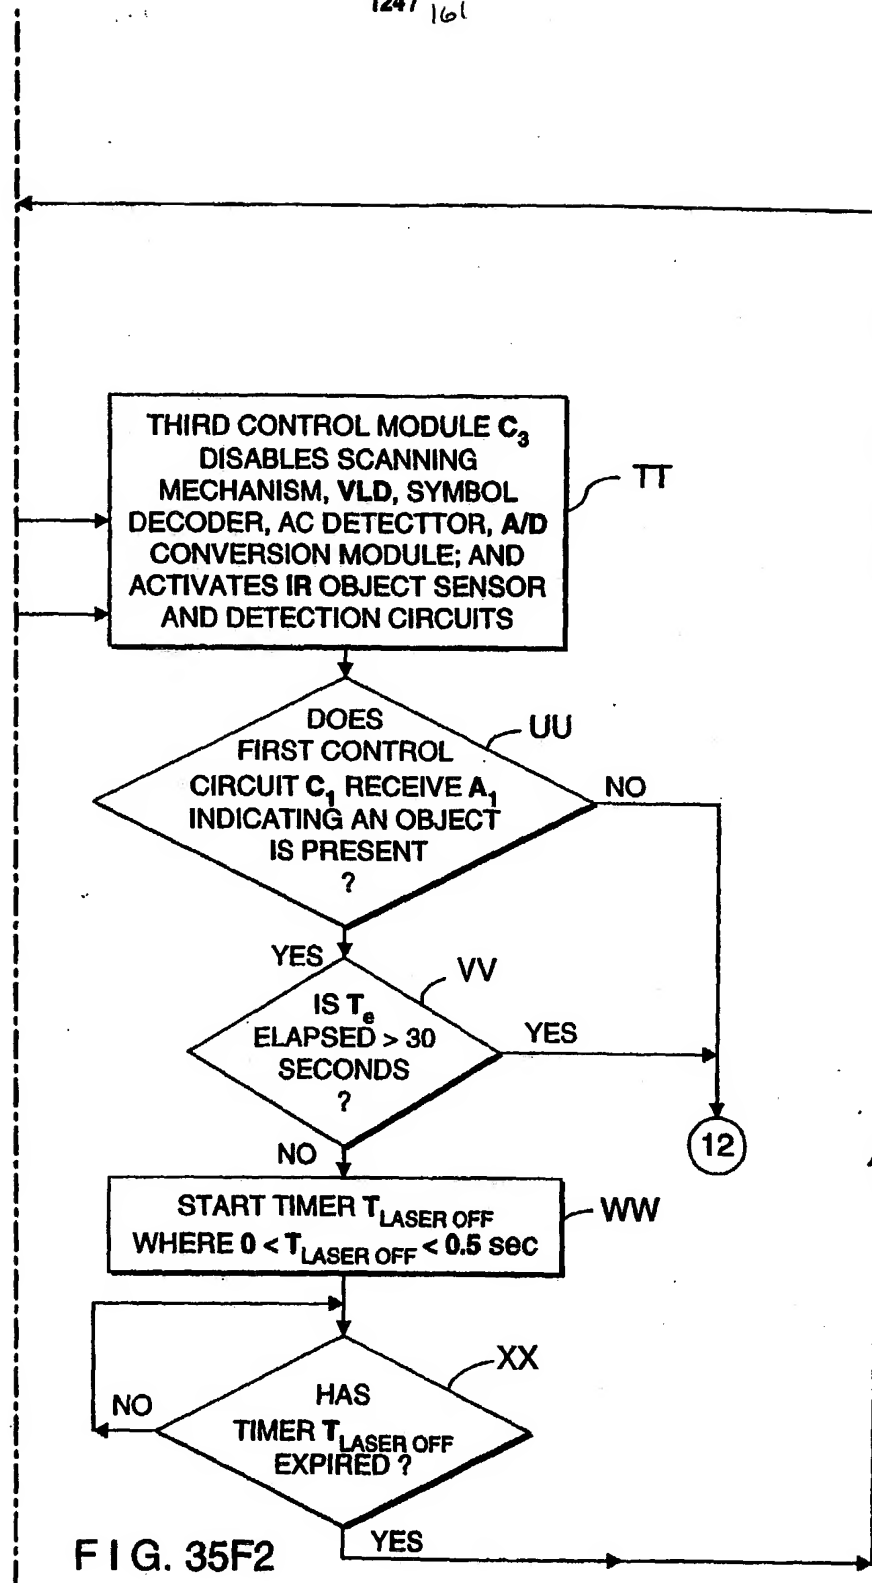 1247 161
THIRD CONTROL MODULE C3
DISABLES SCANNING
MECHANISM, VLD, SYMBOL
DECODER, AC DETECTTOR, A/D
CONVERSION MODULE; AND
ACTIVATES IR OBJECT SENSOR
AND DETECTION CIRCUITS
TT
DOES
FIRST CONTROL
CIRCUIT C1 RECEIVE A1
INDICATING AN OBJECT
IS PRESENT
?
UU
NO
YES
IS Te
ELAPSED > 30
SECONDS
?
VV
YES
12
NO
START TIMER TLASER OFF
WHERE 0 < TLASER OFF < 0.5 sec
WW
HAS
TIMER TLASER OFF
EXPIRED ?
XX
NO
YES
FIG. 35F2